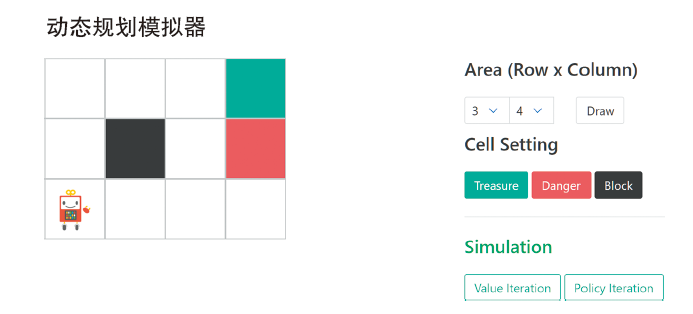 动态规划模拟器
Area (Row x Column)
3 4 Draw
Cell Setting
Treasure Danger Block
Simulation
Value Iteration Policy Iteration